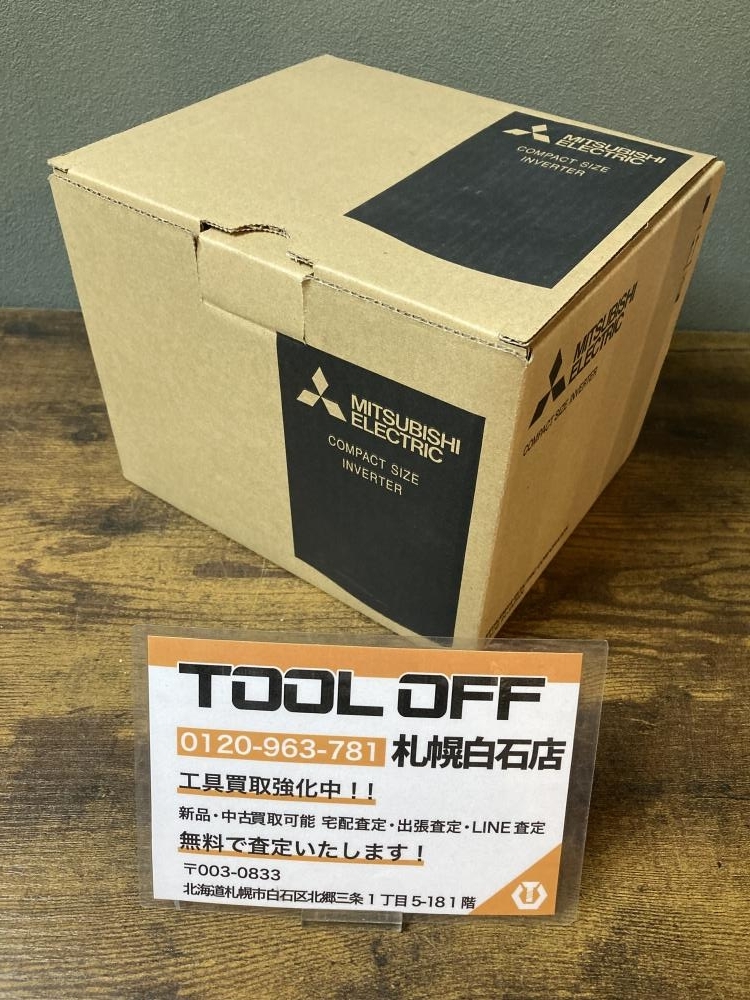 MITSUBISHI
ELECTRIC
COMPACT SIZE
INVERTER
MITSUBISHI
ELECTRIC
COMPACT SIZE INVERTER
MITSUBISHI
ELECTRIC
COMPACT SIZE
INVERTER
TOOL OFF
0120-963-781 札幌白石店
工具買取強化中!!
新品・中古買取可能 宅配査定・出張査定・LINE査定
無料で査定いたします!
〒003-0833
北海道札幌市白石区北郷三条1丁目5-18 1階